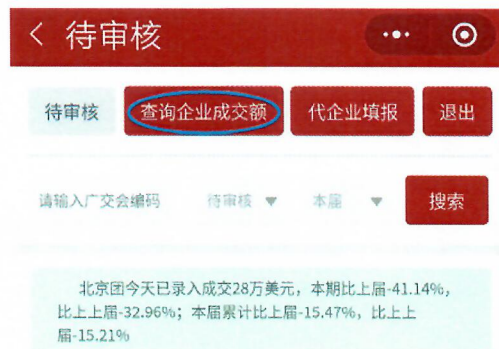 待审核
待审核 查询企业成交额 代企业填报 退出
请输入广交会编码 待审核 本届 搜索
北京团今天已录入成交28万美元，本期比上届-41.14%，
比上上届-32.96%；本届累计比上届-15.47%，比上上
届-15.21%